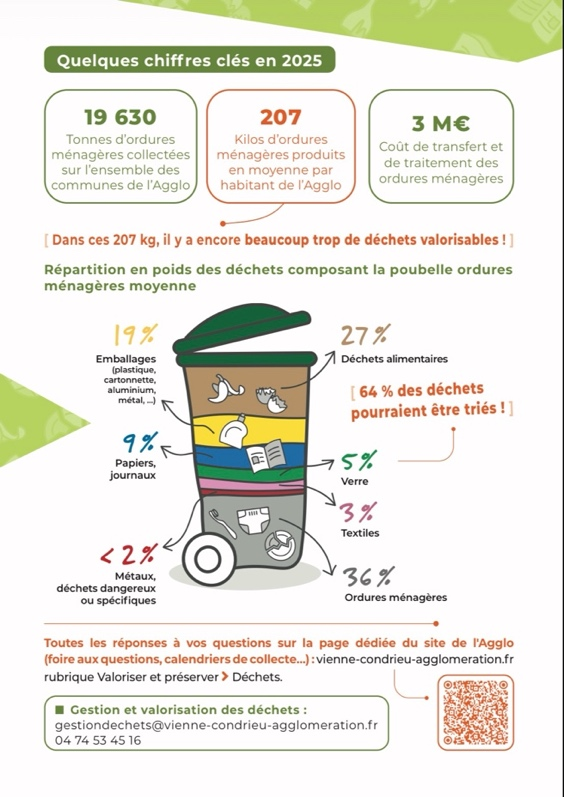 Quelques chiffres clés en 2025
19 630
Tonnes d'ordures
ménagères collectées
sur l'ensemble des
communes de l'Agglo
207
Kilos d'ordures
ménagères produits
en moyenne par
habitant de l'Agglo
3 M€
Coût de transfert et
de traitement des
ordures ménagères
[ Dans ces 207 kg, il y a encore beaucoup trop de déchets valorisables ! ]
Répartition en poids des déchets composant la poubelle ordures
ménagères moyenne
19%
Emballages
(plastique,
cartonnette,
aluminium,
métal, ...)
27%
Déchets alimentaires
[ 64 % des déchets
pourraient être triés ! ]
9%
Papiers,
journaux
5%
Verre
3%
Textiles
<2%
Métaux,
déchets dangereux
ou spécifiques
36%
Ordures ménagères
Toutes les réponses à vos questions sur la page dédiée du site de l'Agglo
(foire aux questions, calendriers de collecte...) : vienne-condrieu-agglomeration.fr
rubrique Valoriser et préserver > Déchets.
■ Gestion et valorisation des déchets :
gestiondechets@vienne-condrieu-agglomeration.fr
04 74 53 45 16